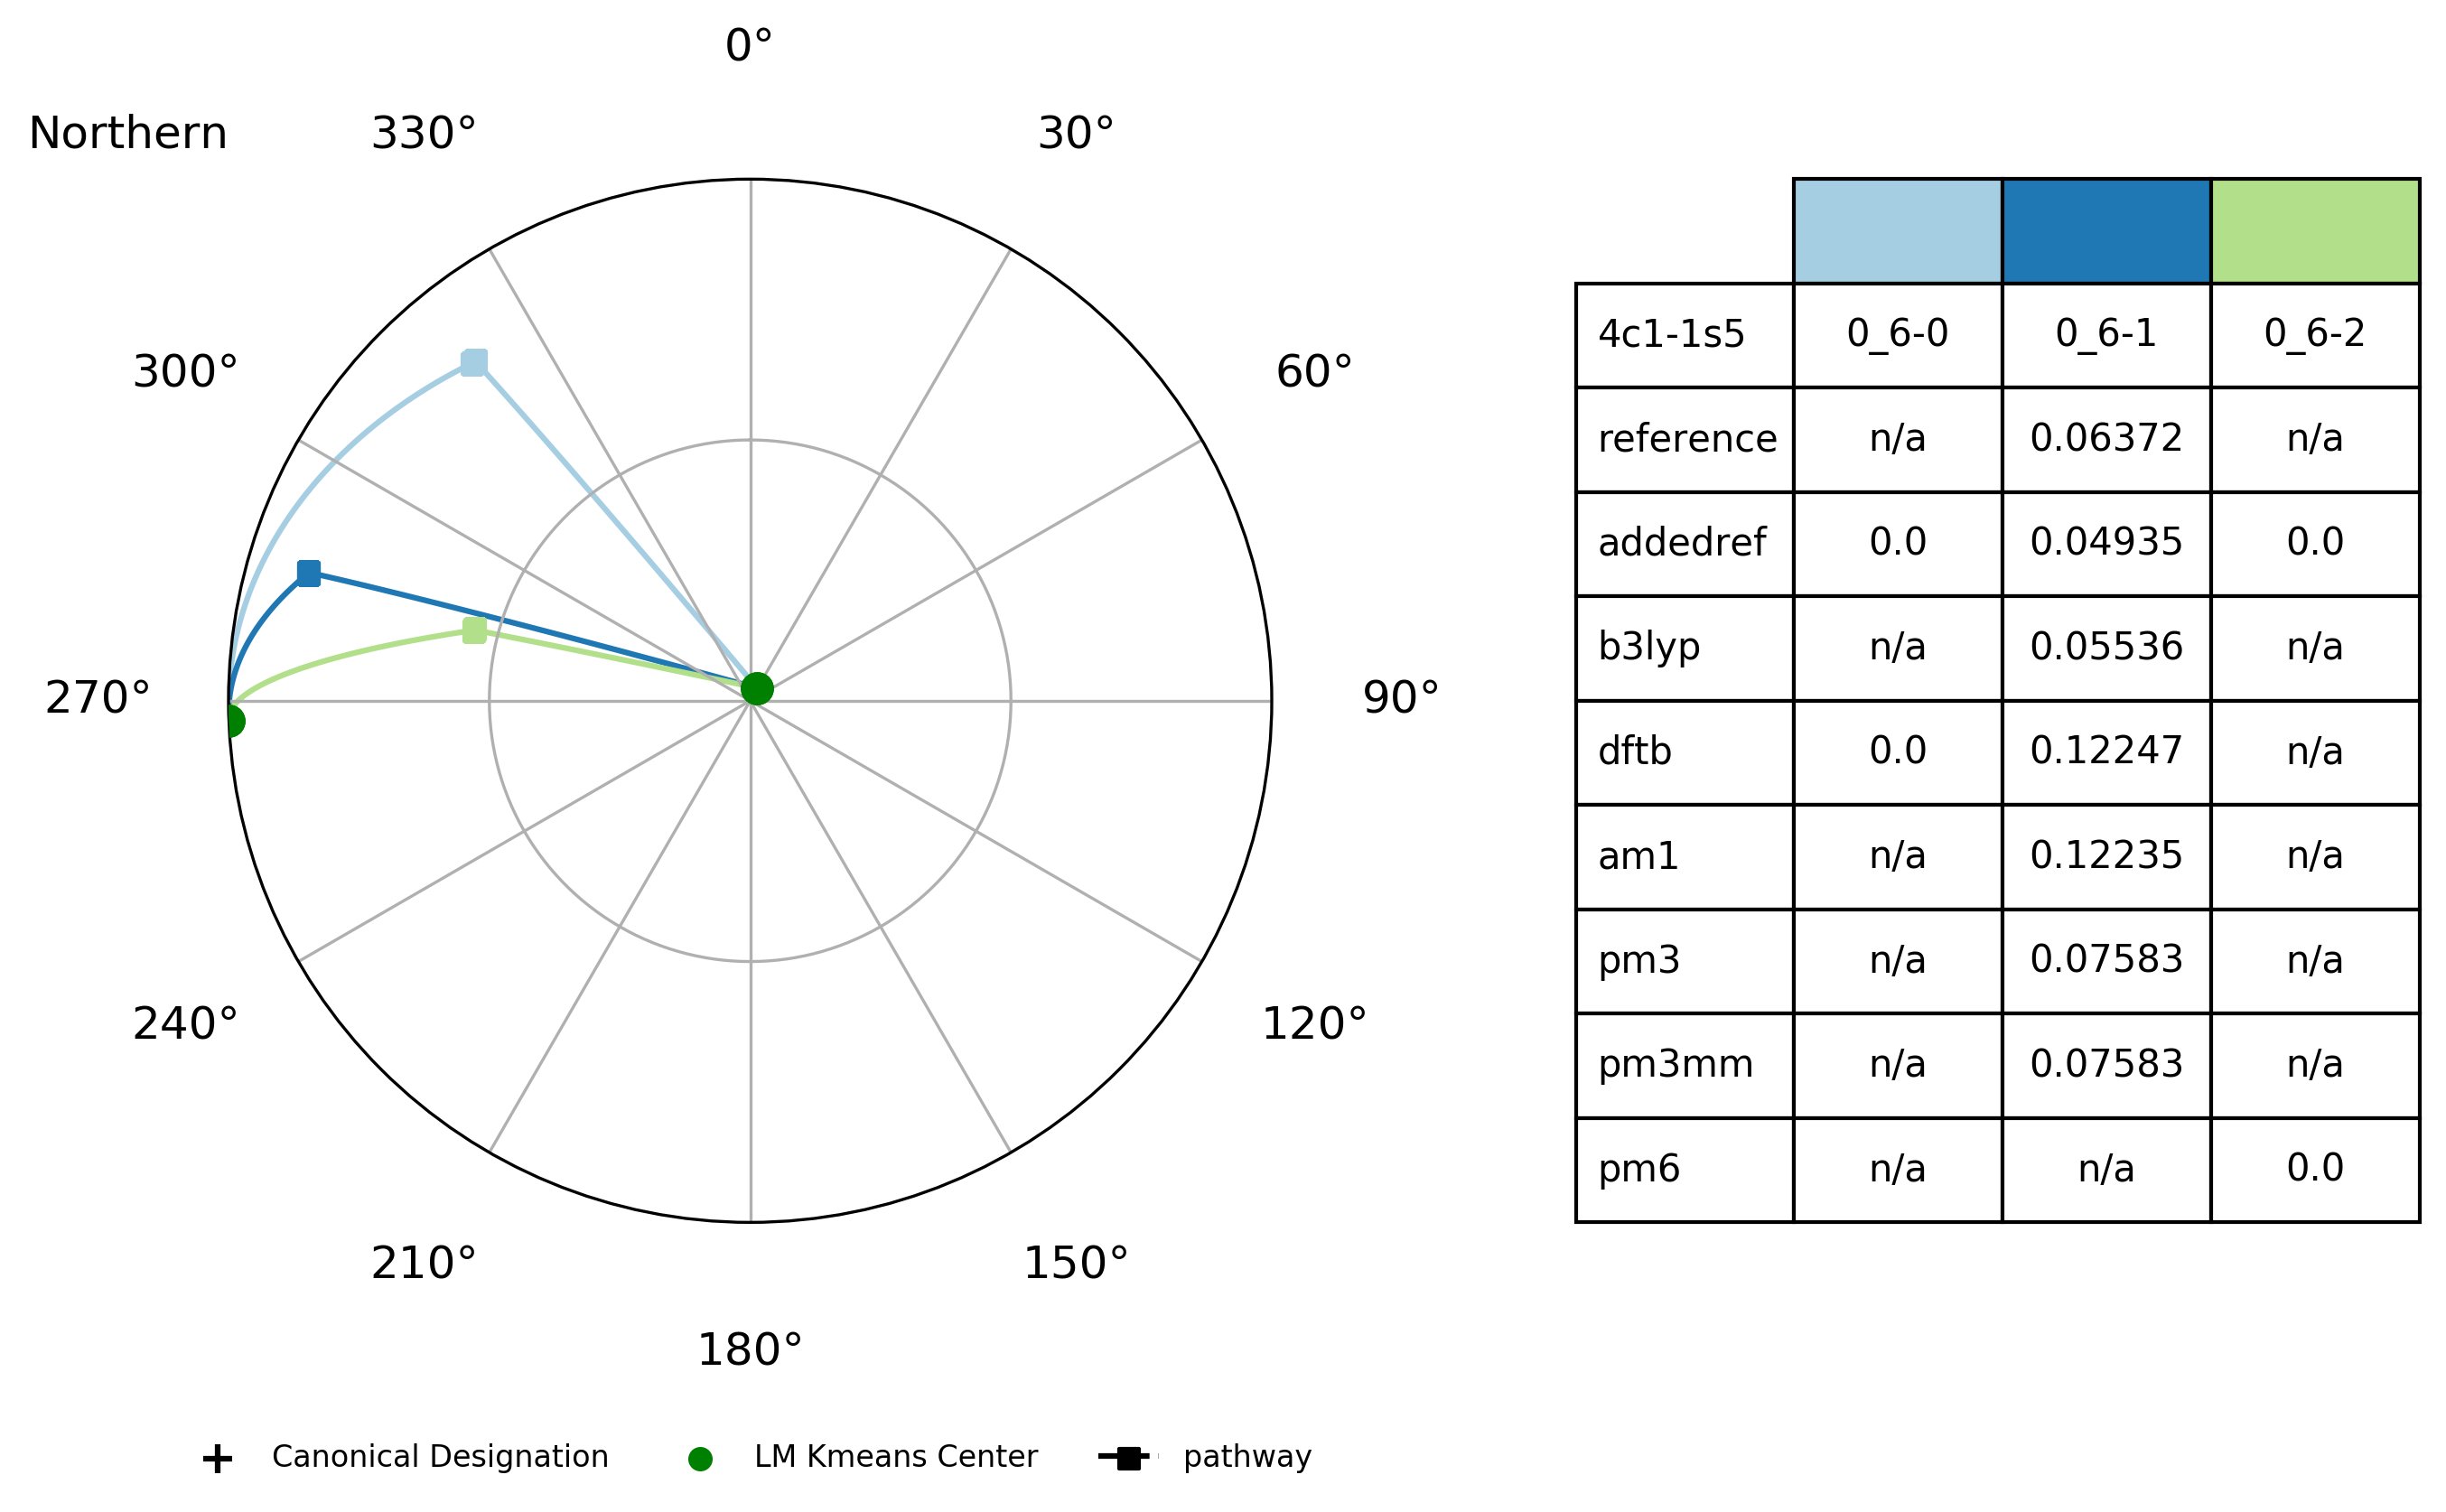 0°
Northern
330°
30°
300°
60°
270°
90°
240°
120°
210°
150°
180°
4c1-1s5 0_6-0 0_6-1 0_6-2
reference n/a 0.06372 n/a
addedref 0.0 0.04935 0.0
b3lyp n/a 0.05536 n/a
dftb 0.0 0.12247 n/a
am1 n/a 0.12235 n/a
pm3 n/a 0.07583 n/a
pm3mm n/a 0.07583 n/a
pm6 n/a n/a 0.0
Canonical Designation LM Kmeans Center pathway